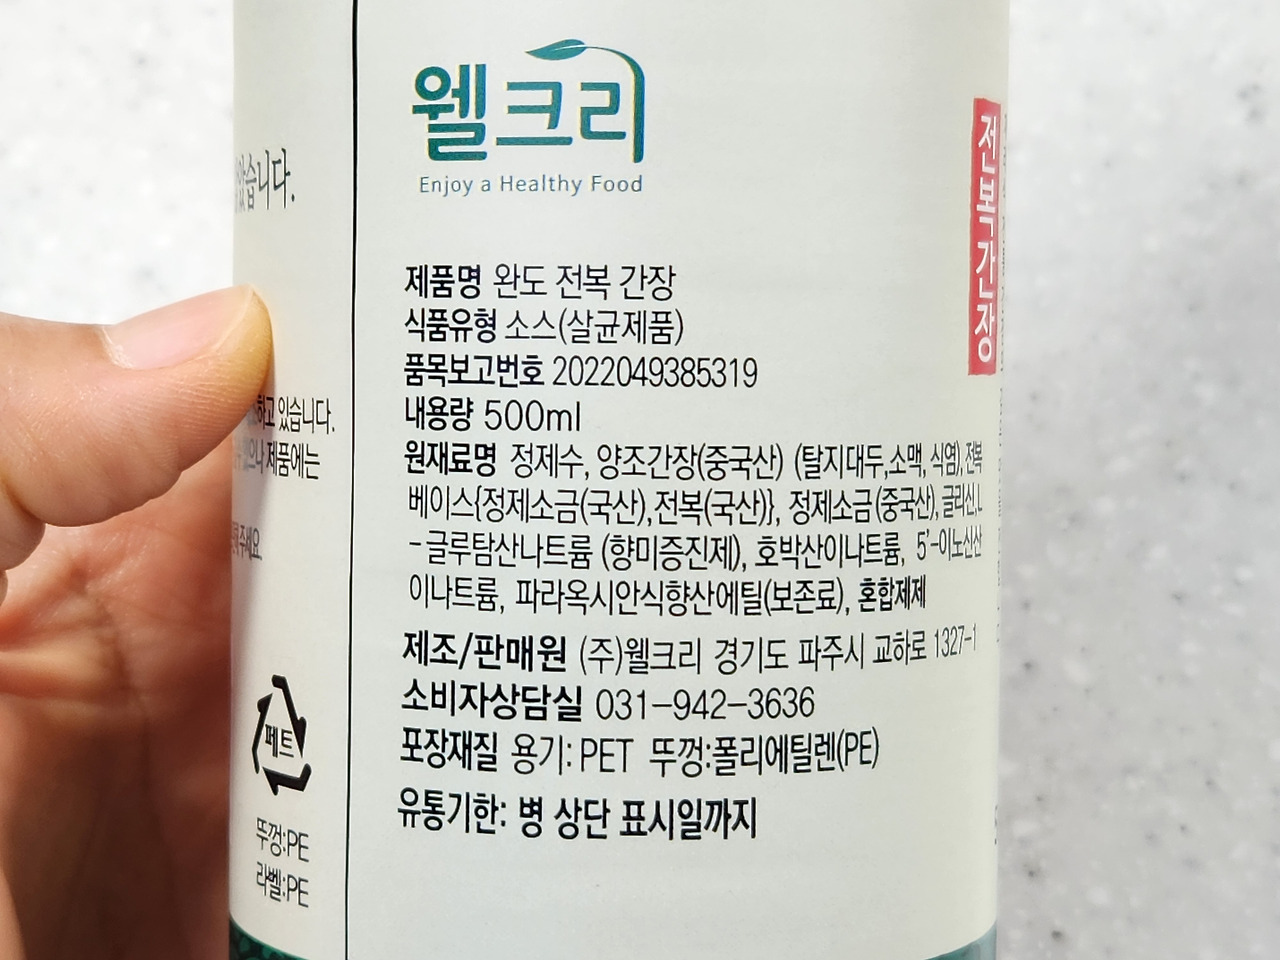 웰크리
Enjoy a Healthy Food
제품명 완도 전복 간장
식품유형 소스(살균제품)
품목보고번호 2022049385319
내용량 500ml
원재료명 정제수, 양조간장(중국산) (탈지대두,소맥, 식염), 전복
베이스{정제소금(국산),전복(국산)}, 정제소금(중국산), 글리신,L
-글루탐산나트륨 (향미증진제), 호박산이나트륨, 5'-이노신산
이나트륨, 파라옥시안식향산에틸(보존료), 혼합제제
제조/판매원 (주)웰크리 경기도 파주시 교하로 1327-1
소비자상담실 031-942-3636
포장재질 용기: PET 뚜껑:폴리에틸렌(PE)
유통기한: 병 상단 표시일까지
전복간장
있습니다.
제품에는
페트
뚜껑:PE
라벨:PE